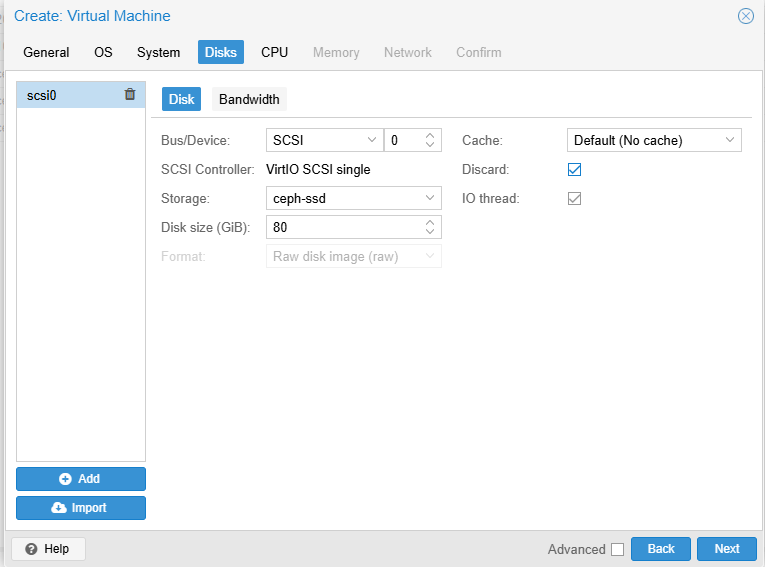 Create: Virtual Machine
General OS System Disks CPU Memory Network Confirm
scsi0
Disk Bandwidth
Bus/Device: SCSI 0 Cache: Default (No cache)
SCSI Controller: VirtIO SCSI single Discard:
Storage: ceph-ssd IO thread:
Disk size (GiB): 80
Format: Raw disk image (raw)
Add
Import
Help Advanced Back Next